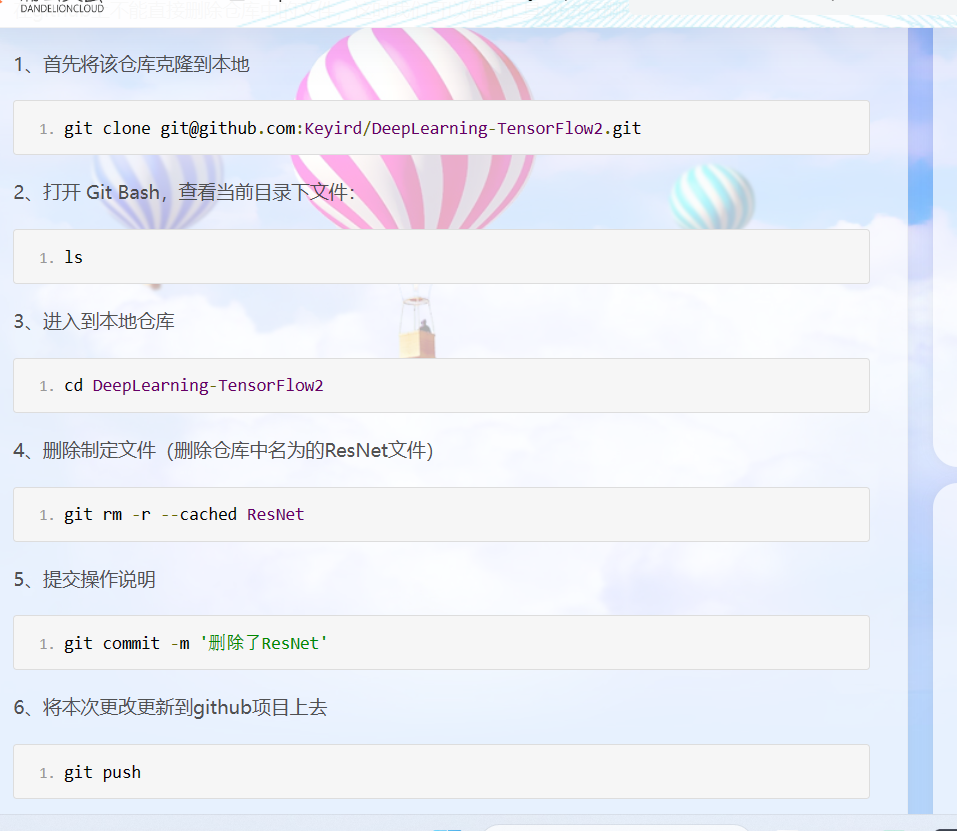 DANDELIONCLOUD
1、首先将该仓库克隆到本地
1. git clone git@github.com:Keyird/DeepLearning-TensorFlow2.git
2、打开 Git Bash，查看当前目录下文件：
1. ls
3、进入到本地仓库
1. cd DeepLearning-TensorFlow2
4、删除制定文件（删除仓库中名为的ResNet文件）
1. git rm -r --cached ResNet
5、提交操作说明
1. git commit -m '删除了ResNet'
6、将本次更改更新到github项目上去
1. git push